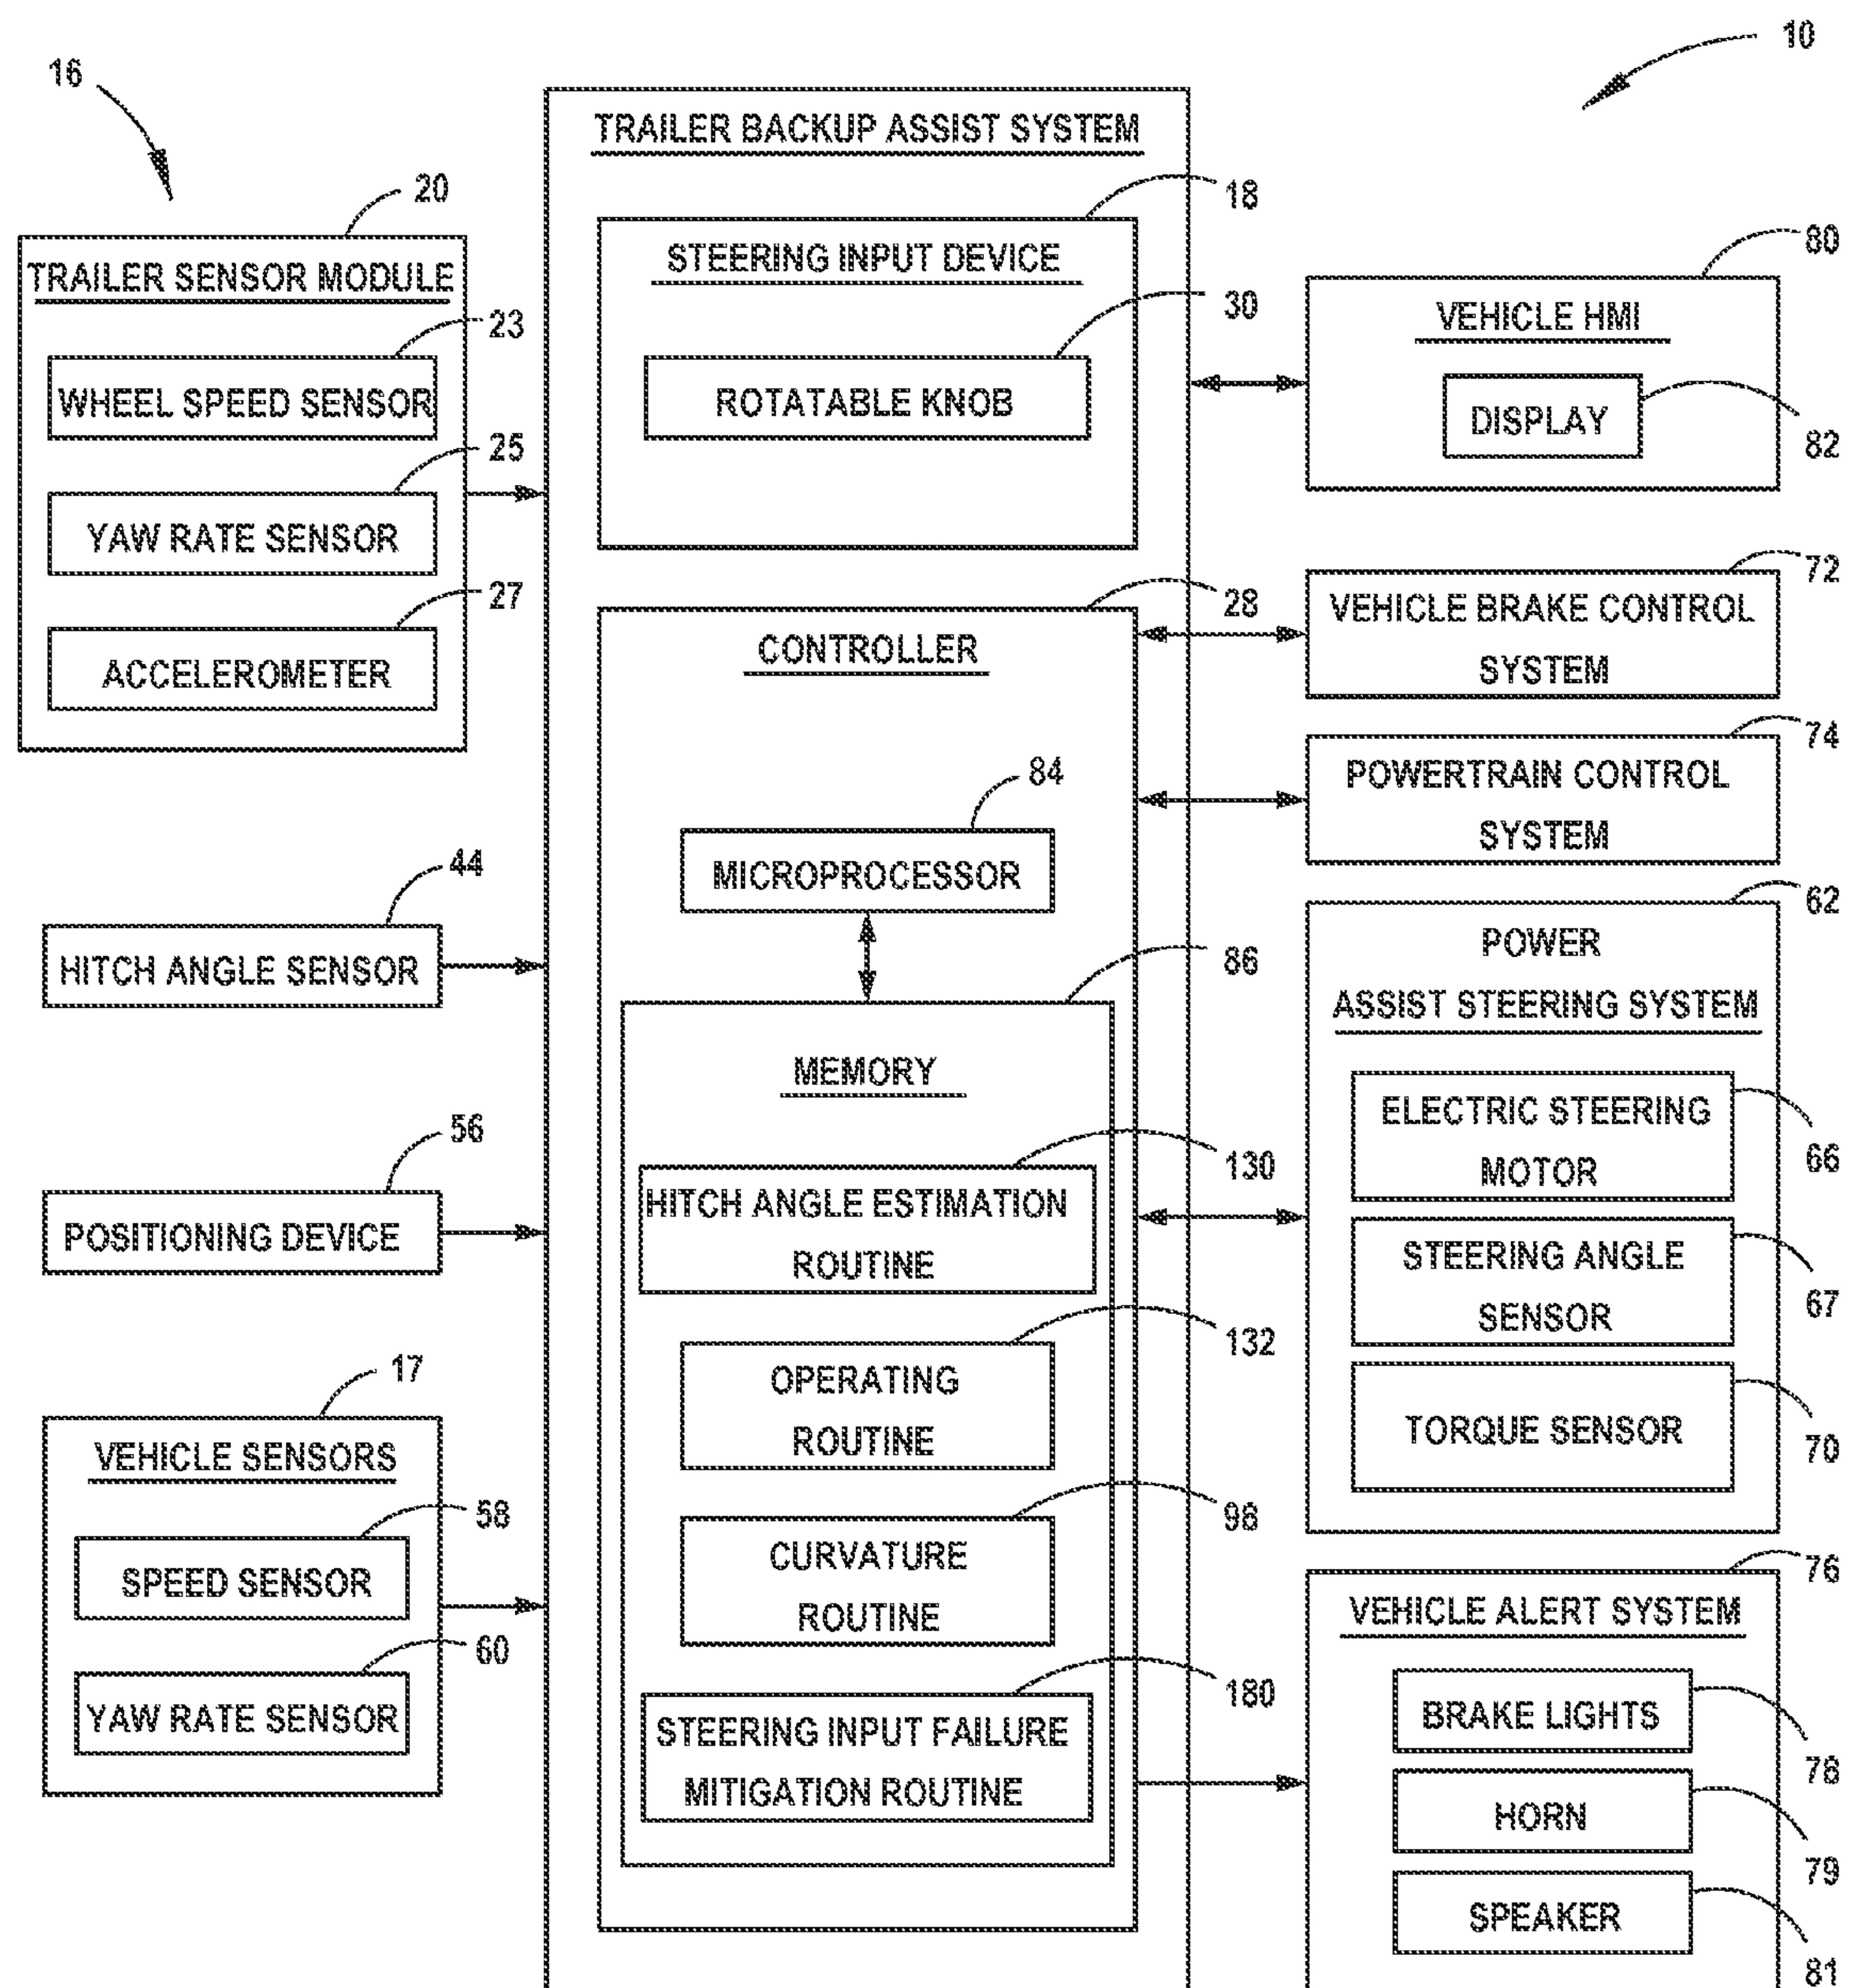 10
16
TRAILER BACKUP ASSIST SYSTEM
20
TRAILER SENSOR MODULE
23
WHEEL SPEED SENSOR
25
YAW RATE SENSOR
27
ACCELEROMETER
44
HITCH ANGLE SENSOR
56
POSITIONING DEVICE
17
VEHICLE SENSORS
58
SPEED SENSOR
60
YAW RATE SENSOR
18
STEERING INPUT DEVICE
30
ROTATABLE KNOB
28
CONTROLLER
84
MICROPROCESSOR
86
MEMORY
130
HITCH ANGLE ESTIMATION
ROUTINE
132
OPERATING
ROUTINE
98
CURVATURE
ROUTINE
180
STEERING INPUT FAILURE
MITIGATION ROUTINE
80
VEHICLE HMI
DISPLAY
82
72
VEHICLE BRAKE CONTROL
SYSTEM
74
POWERTRAIN CONTROL
SYSTEM
62
POWER
ASSIST STEERING SYSTEM
ELECTRIC STEERING
MOTOR
66
STEERING ANGLE
SENSOR
67
TORQUE SENSOR
70
76
VEHICLE ALERT SYSTEM
BRAKE LIGHTS
78
HORN
79
SPEAKER
81